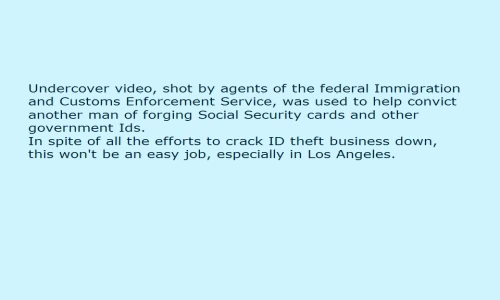 Undercover video, shot by agents of the federal Immigration
and Customs Enforcement Service, was used to help convict
another man of forging Social Security cards and other
government Ids.
In spite of all the efforts to crack ID theft business down,
this won't be an easy job, especially in Los Angeles.